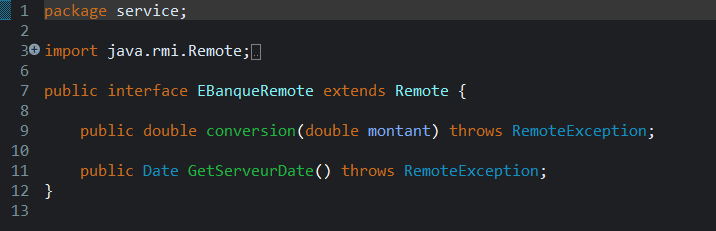 1 package service;
2
3 import java.rmi.Remote;
6
7 public interface EBanqueRemote extends Remote {
8
9 public double conversion(double montant) throws RemoteException;
10
11 public Date GetServeurDate() throws RemoteException;
12 }
13